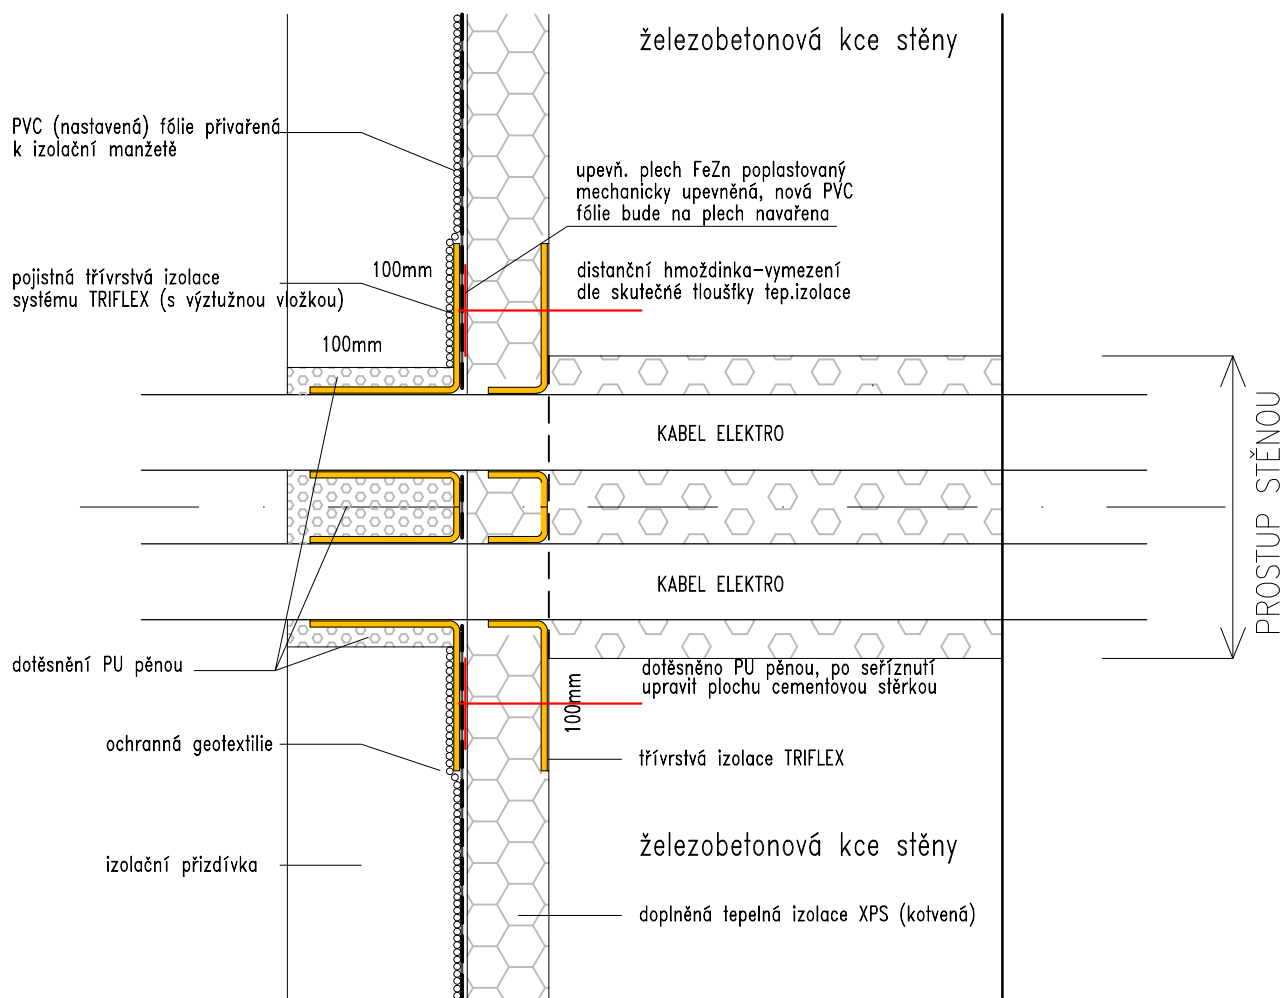 železobetonová kce stěny
PVC (nastavená) fólie přivařená
k izolační manžetě
upevň. plech FeZn poplastovaný
mechanicky upevněná, nová PVC
fólie bude na plech navařena
pojistná třívrstvá izolace
systému TRIFLEX (s výztužnou vložkou)
100mm
distanční hmoždinka-vymezení
dle skutečné tloušťky tep.izolace
100mm
KABEL ELEKTRO
PROSTUP STĚNOU
KABEL ELEKTRO
dotěsnění PU pěnou
dotěsněno PU pěnou, po seříznutí
upravit plochu cementovou stěrkou
100mm
ochranná geotextilie
třívrstvá izolace TRIFLEX
železobetonová kce stěny
izolační přizdívka
doplněná tepelná izolace XPS (kotvená)